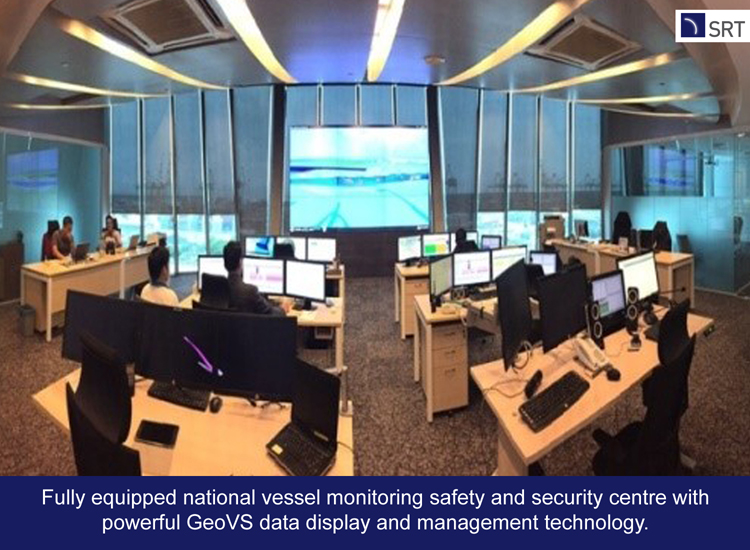 SRT
Fully equipped national vessel monitoring safety and security centre with
powerful GeoVS data display and management technology.